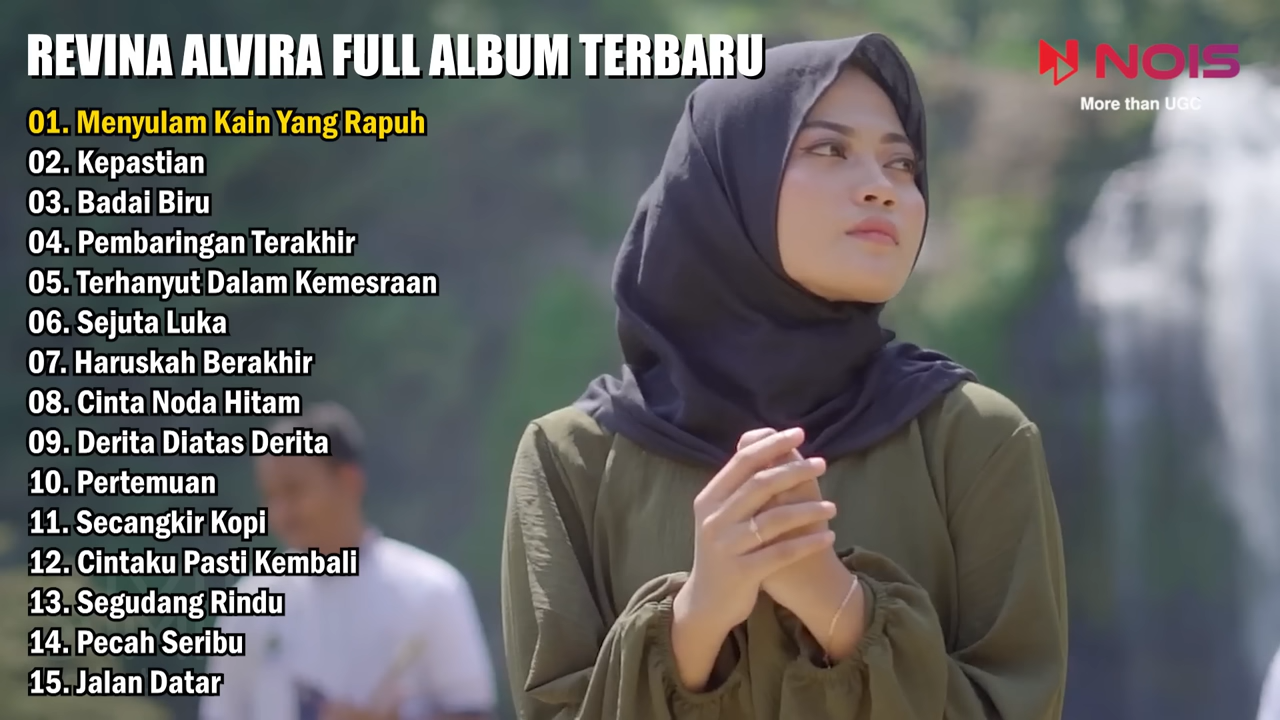 REVINA ALVIRA FULL ALBUM TERBARU
NOIS
More than UGC
01. Menyulam Kain Yang Rapuh
02. Kepastian
03. Badai Biru
04. Pembaringan Terakhir
05. Terhanyut Dalam Kemesraan
06. Sejuta Luka
07. Haruskah Berakhir
08. Cinta Noda Hitam
09. Derita Diatas Derita
10. Pertemuan
11. Secangkir Kopi
12. Cintaku Pasti Kembali
13. Segudang Rindu
14. Pecah Seribu
15. Jalan Datar